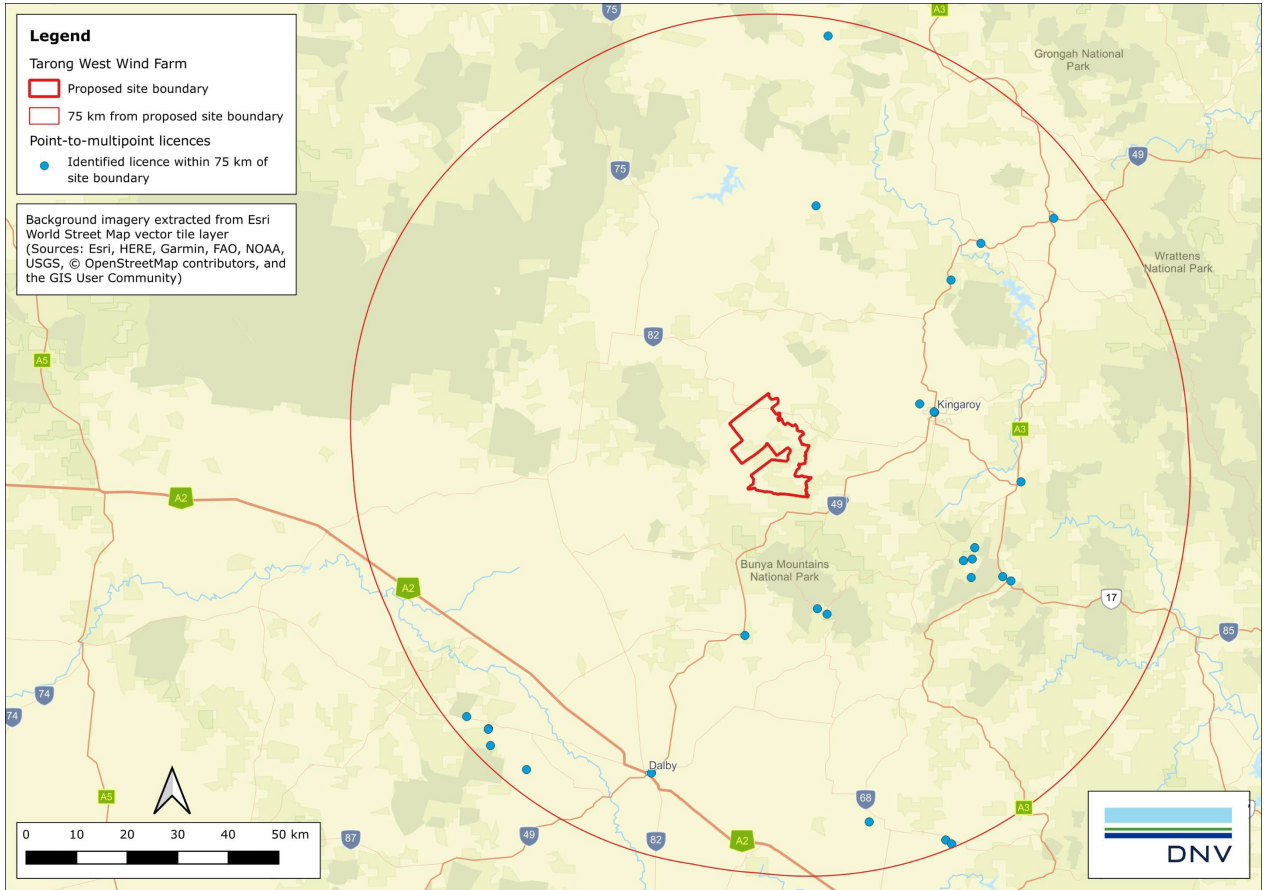 Legend
Tarong West Wind Farm
Proposed site boundary
75 km from proposed site boundary
Point-to-multipoint licences
Identified licence within 75 km of
site boundary
Background imagery extracted from Esri
World Street Map vector tile layer
(Sources: Esri, HERE, Garmin, FAO, NOAA,
USGS, © OpenStreetMap contributors, and
the GIS User Community)
75
A3
Grongah National
Park
49
75
Wrattens
National Park
82
A5
Kingaroy
A3
A2
49
Bunya Mountains
National Park
A2
17
85
74
74
Dalby
A5
68
A3
87
49
82
A2
0 10 20 30 40 50 km
DNV